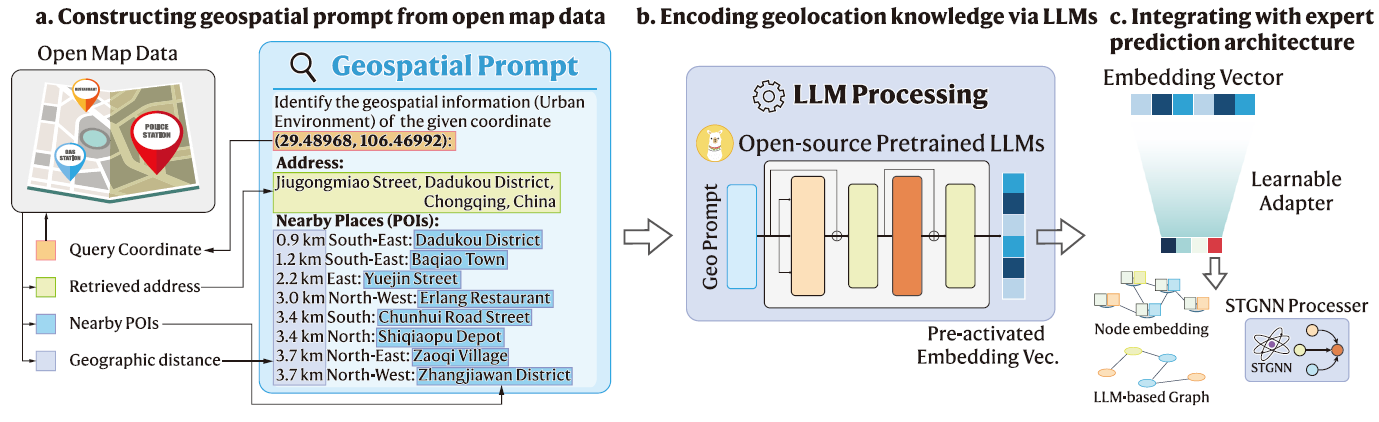 a. Constructing geospatial prompt from open map data
Open Map Data
RESTAURANT
POLICE
STATION
GAS
STATION
Query Coordinate
Retrieved address
Nearby POIs
Geographic distance
Geospatial Prompt
Identify the geospatial information (Urban
Environment) of the given coordinate
(29.48968, 106.46992):
Address:
Jiugongmiao Street, Dadukou District,
Chongqing, China
Nearby Places (POIs):
0.9 km South-East: Dadukou District
1.2 km South-East: Baqiao Town
2.2 km East: Yuejin Street
3.0 km North-West: Erlang Restaurant
3.4 km South: Chunhui Road Street
3.4 km North: Shiqiaopu Depot
3.7 km North-East: Zaoqi Village
3.7 km North-West: Zhangjiawan District
b. Encoding geolocation knowledge via LLMs
LLM Processing
Open-source Pretrained LLMs
Geo Prompt
Pre-activated
Embedding Vec.
c. Integrating with expert
prediction architecture
Embedding Vector
Learnable
Adapter
Node embedding
LLM-based Graph
STGNN Processer
STGNN